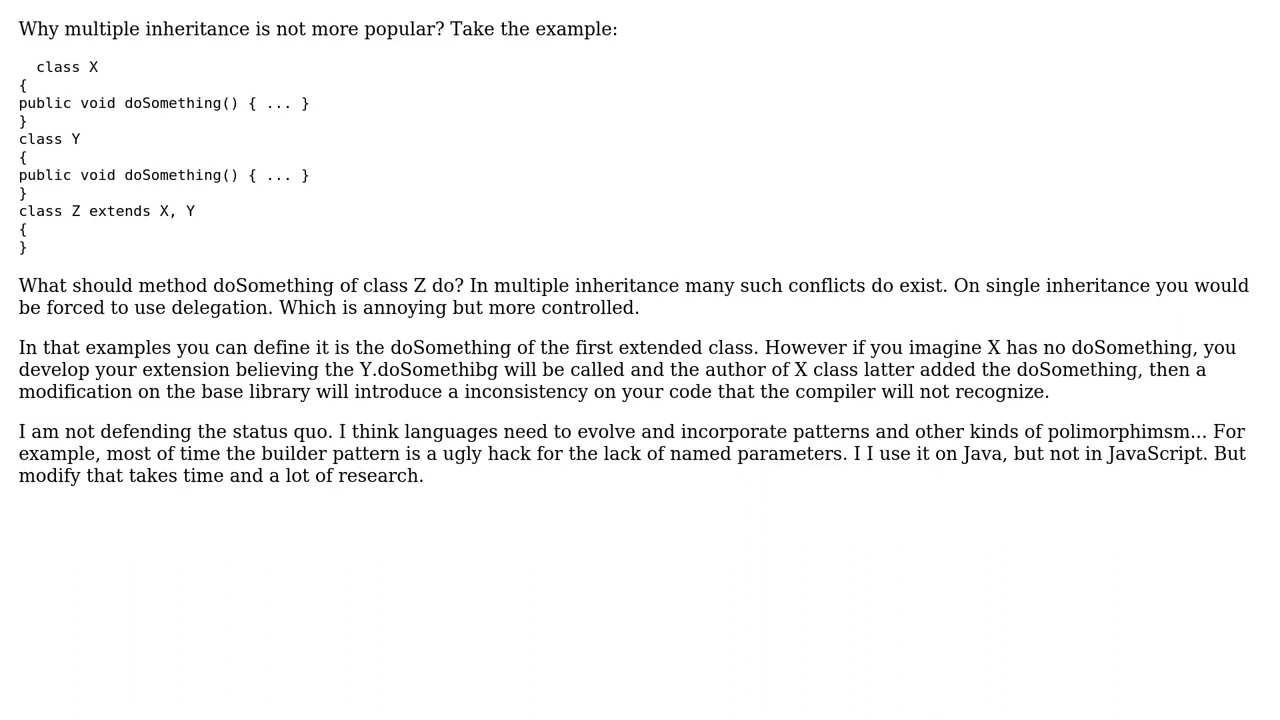 Why multiple inheritance is not more popular? Take the example:
class X
{
public void doSomething() { ... }
}
class Y
{
public void doSomething() { ... }
}
class Z extends X, Y
{
}
What should method doSomething of class Z do? In multiple inheritance many such conflicts do exist. On single inheritance you would
be forced to use delegation. Which is annoying but more controlled.
In that examples you can define it is the doSomething of the first extended class. However if you imagine X has no doSomething, you
develop your extension believing the Y.doSomethibg will be called and the author of X class latter added the doSomething, then a
modification on the base library will introduce a inconsistency on your code that the compiler will not recognize.
I am not defending the status quo. I think languages need to evolve and incorporate patterns and other kinds of polimorphimsm... For
example, most of time the builder pattern is a ugly hack for the lack of named parameters. I I use it on Java, but not in JavaScript. But
modify that takes time and a lot of research.